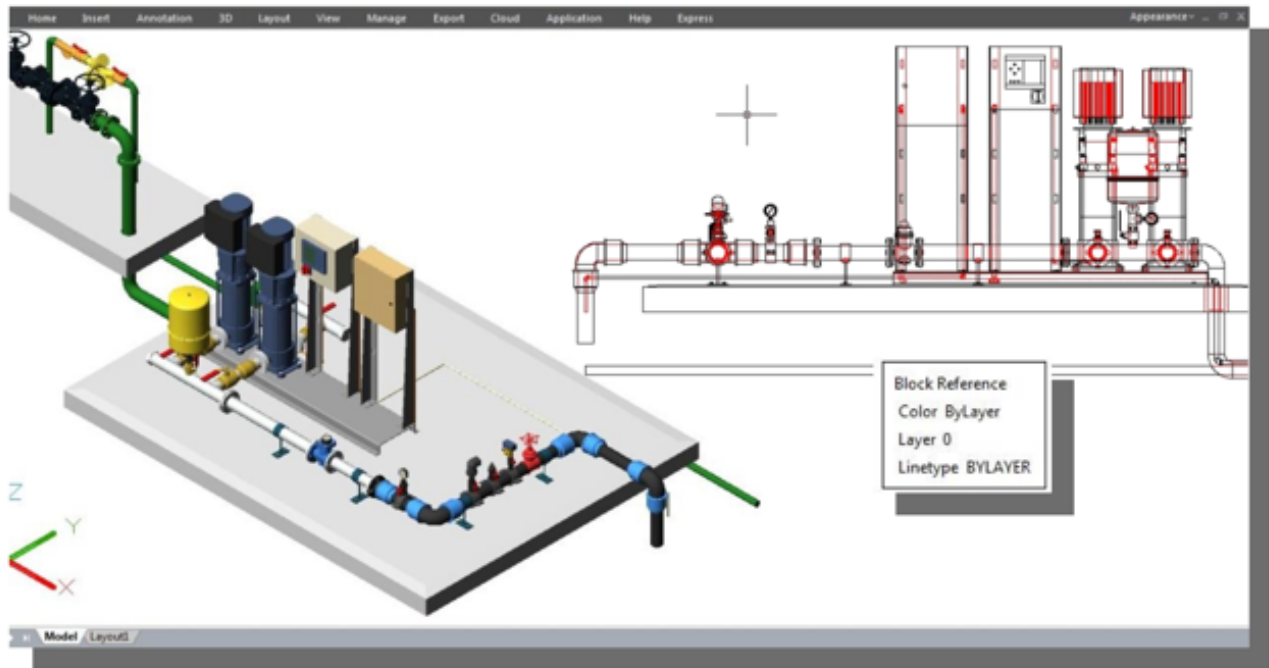 Home Insert Annotation 3D Layout View Manage Export Cloud Application Help Express Appearance
Block Reference
Color ByLayer
Layer 0
Linetype BYLAYER
Z
Y
X
Model Layout1